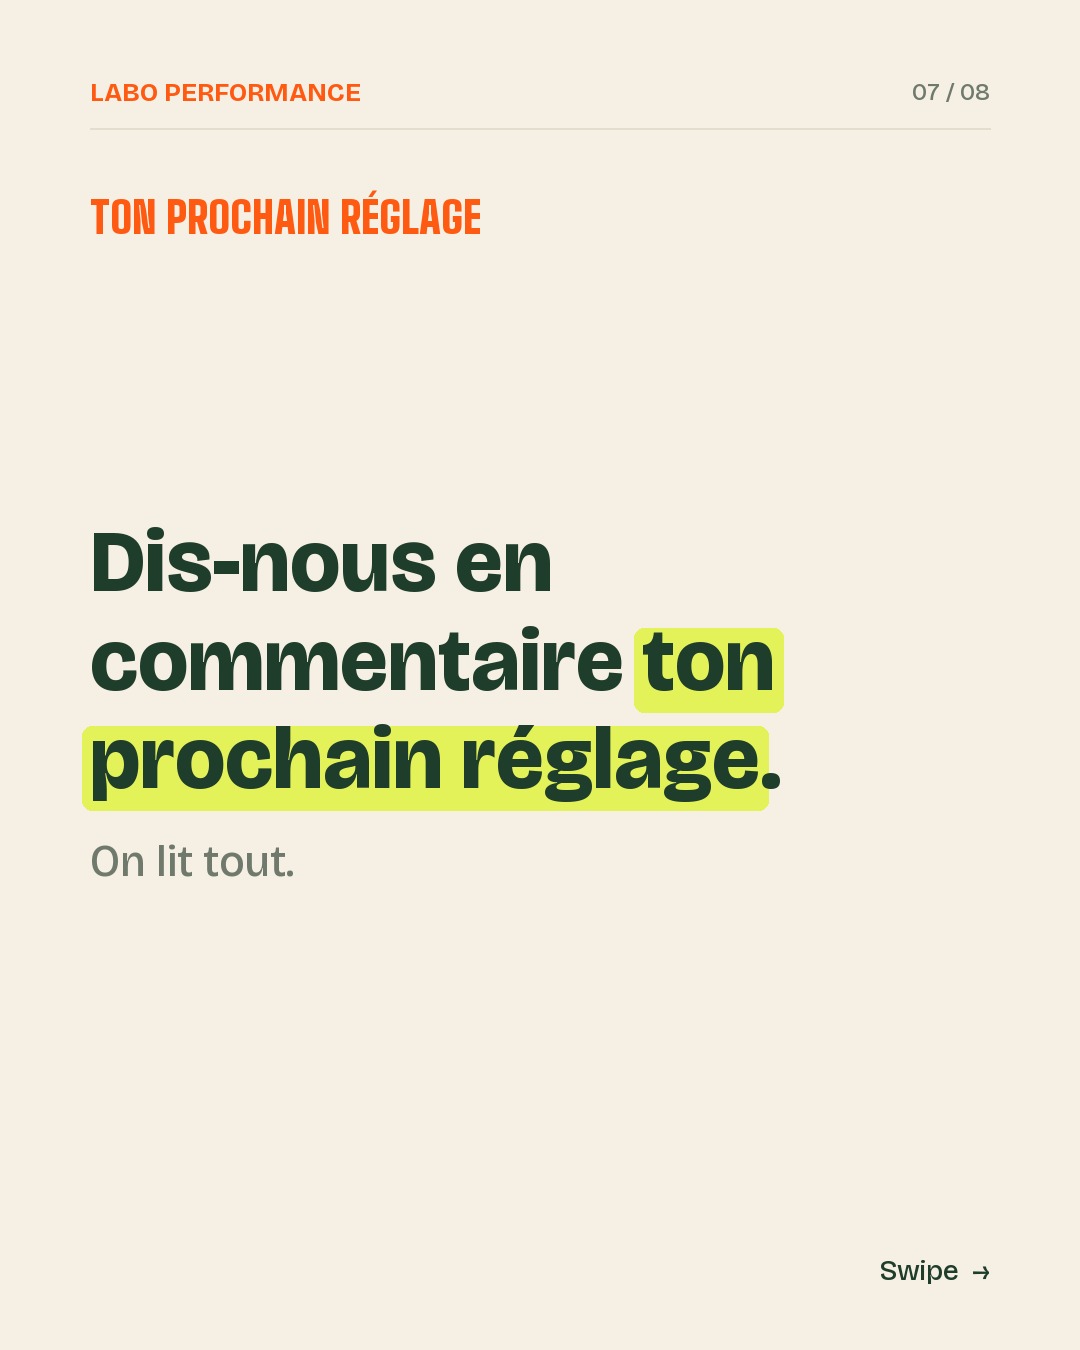 LABO PERFORMANCE
07 / 08
TON PROCHAIN RÉGLAGE
Dis-nous en
commentaire ton
prochain réglage.
On lit tout.
Swipe →